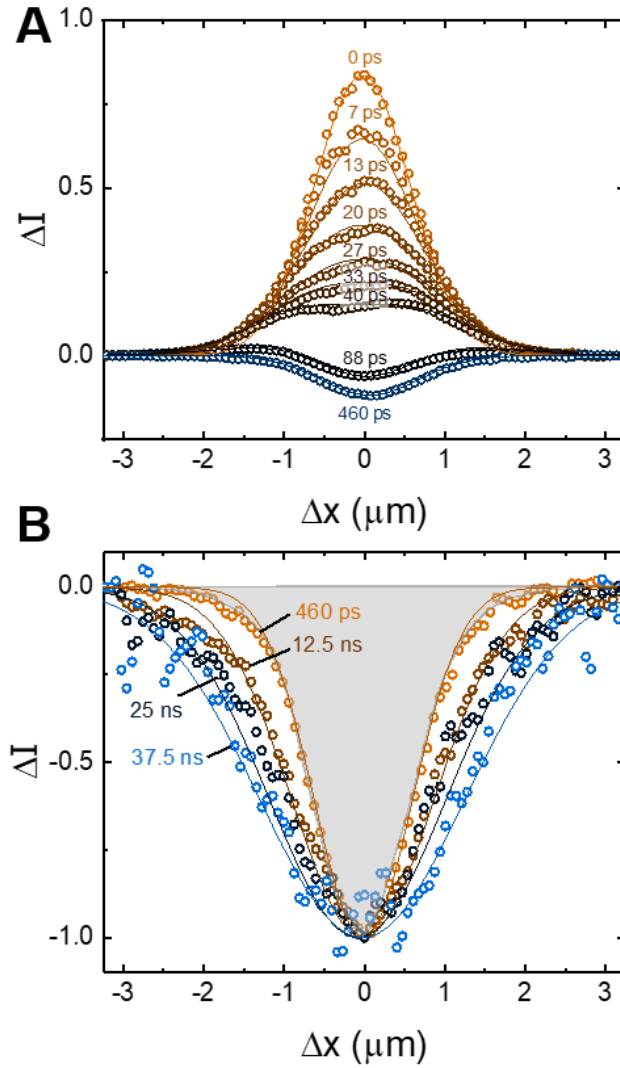 A
1.0
0.5
0.0
ΔI
0 ps
7 ps
13 ps
20 ps
27 ps
33 ps
40 ps
88 ps
460 ps
-3 -2 -1 0 1 2 3
Δx (μm)
B
0.0
-0.5
-1.0
ΔI
460 ps
12.5 ns
25 ns
37.5 ns
-3 -2 -1 0 1 2 3
Δx (μm)